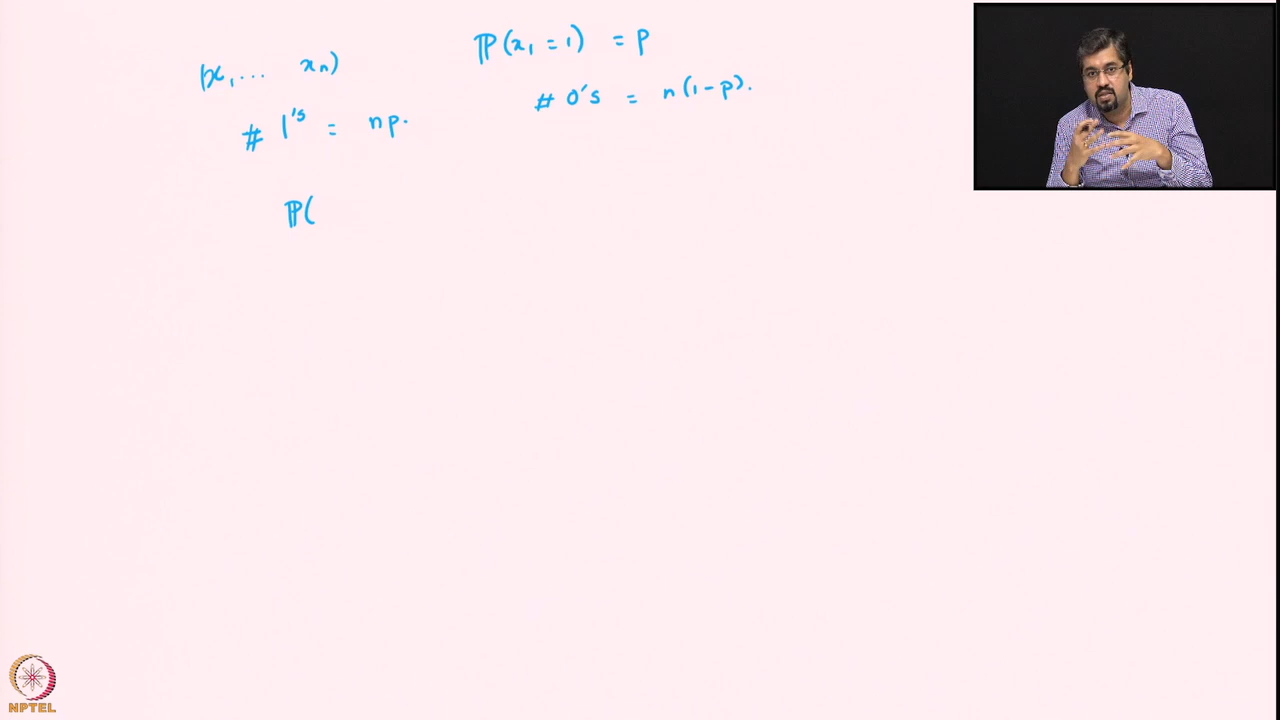 (x₁, ... xₙ)
ℙ(x₁ = 1) = p
# 1's = np.
# 0's = n(1-p).
ℙ(
NPTEL